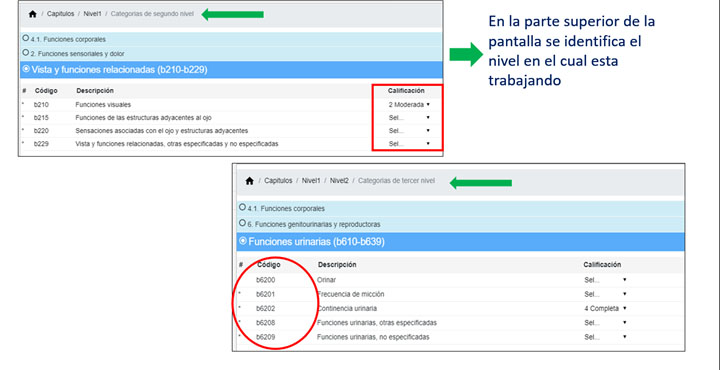 / Capitulos / Nivel1 / Categorias de segundo nivel
4.1. Funciones corporales
2. Funciones sensoriales y dolor
Vista y funciones relacionadas (b210-b229)
# Código Descripción Calificación
* b210 Funciones visuales 2 Moderada
* b215 Funciones de las estructuras adyacentes al ojo Sel...
* b220 Sensaciones asociadas con el ojo y estructuras adyacentes Sel...
* b229 Vista y funciones relacionadas, otras especificadas y no especificadas Sel...
En la parte superior de la
pantalla se identifica el
nivel en el cual esta
trabajando
/ Capitulos / Nivel1 / Nivel2 / Categorias de tercer nivel
4.1. Funciones corporales
6. Funciones genitourinarias y reproductoras
Funciones urinarias (b610-b639)
# Código Descripción Calificación
b6200 Orinar Sel...
* b6201 Frecuencia de micción Sel...
* b6202 Continencia urinaria 4 Completa
* b6208 Funciones urinarias, otras especificadas Sel...
* b6209 Funciones urinarias, no especificadas Sel...